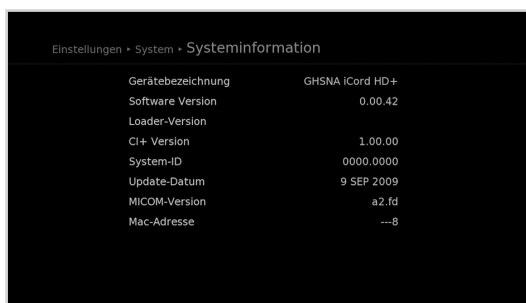 Einstellungen ▸ System ▸ Systeminformation
Gerätebezeichnung GHSNA iCord HD+
Software Version 0.00.42
Loader-Version
CI+ Version 1.00.00
System-ID 0000.0000
Update-Datum 9 SEP 2009
MICOM-Version a2.fd
Mac-Adresse ---8